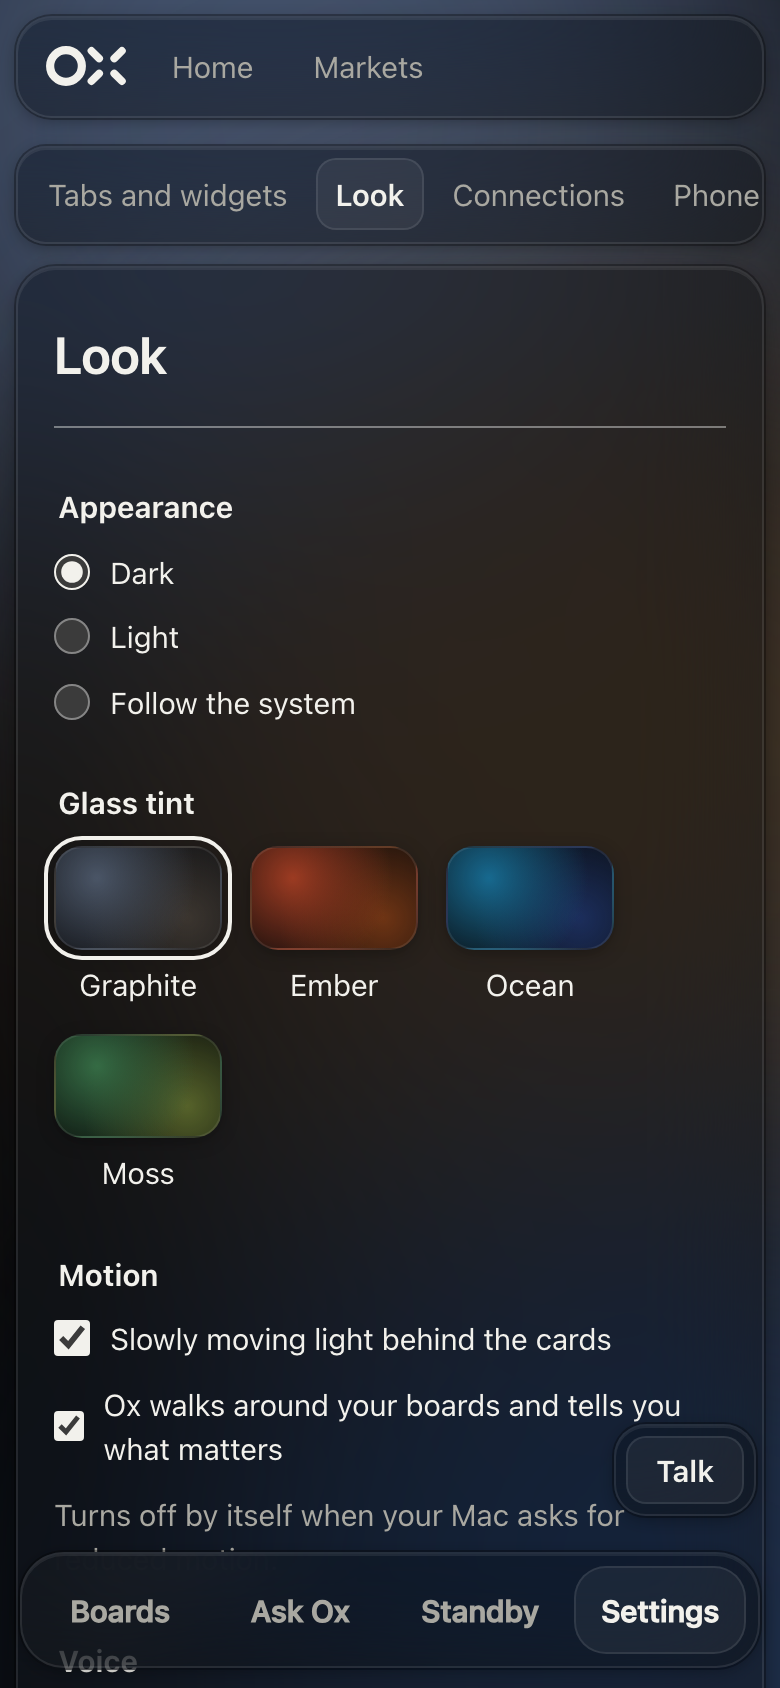 OX
Home Markets
Tabs and widgets Look Connections Phone
Look
Appearance
Dark
Light
Follow the system
Glass tint
Graphite Ember Ocean
Moss
Motion
Slowly moving light behind the cards
Ox walks around your boards and tells you
what matters
Talk
Turns off by itself when your Mac asks for
Boards Ask Ox Standby Settings
Voice